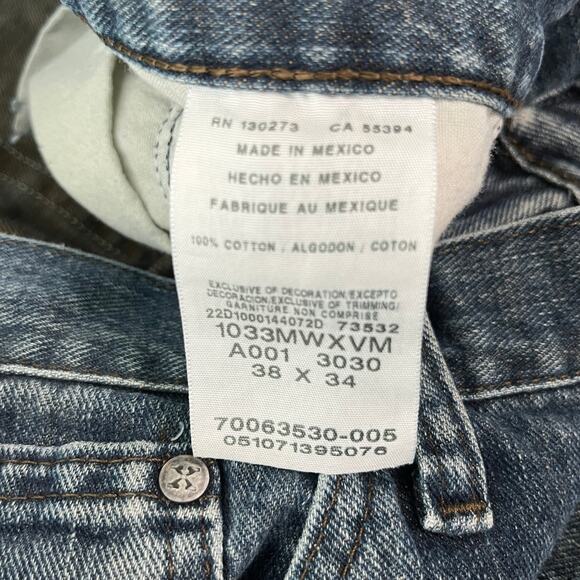 RN 130273 CA 55394
MADE IN MEXICO
HECHO EN MEXICO
FABRIQUE AU MEXIQUE
100% COTTON / ALGODON / COTON
EXCLUSIVE OF DECORATION/EXCEPTO
DECORACION/EXCLUSIVE OF TRIMMING/
GARNITURE NON COMPRISE
22D1000144072D 73532
1033MWXVM
A001 3030
38 X 34
70063530-005
051071395076